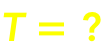 T = ?